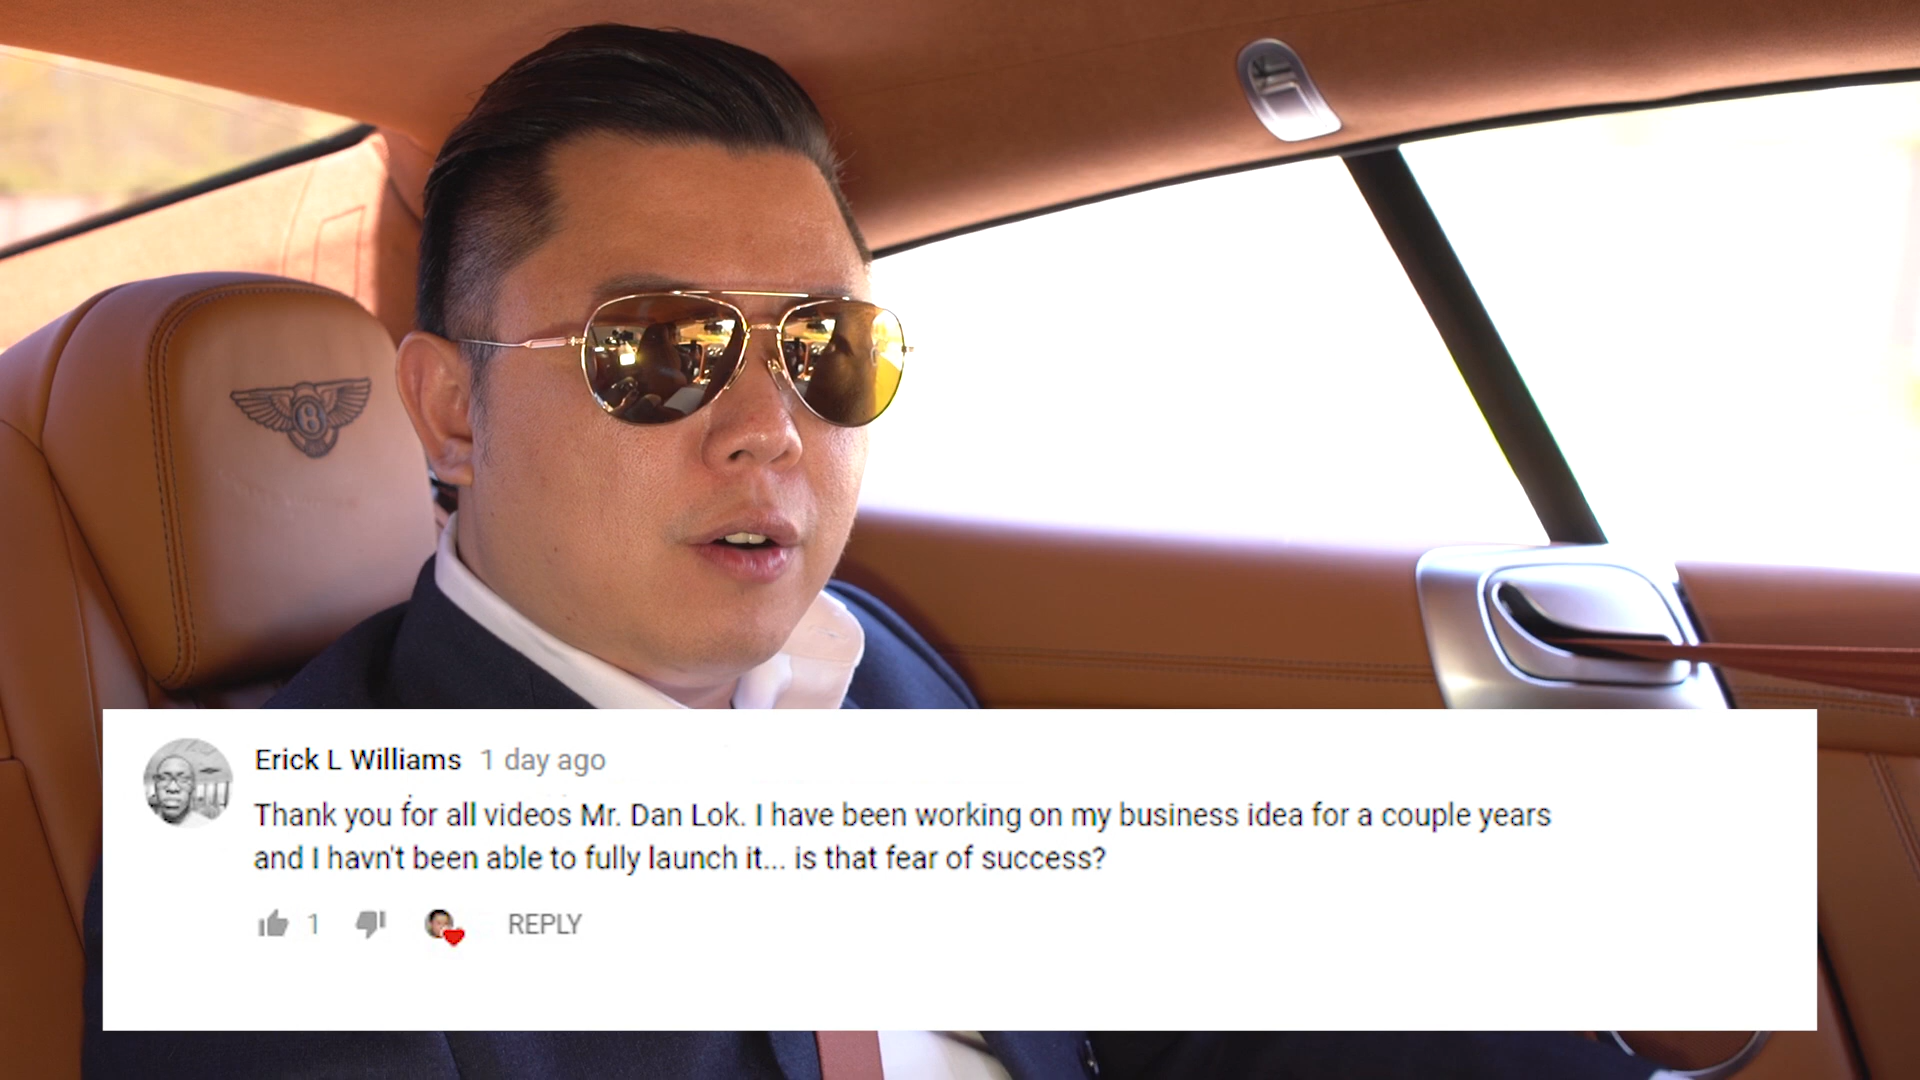 B
Erick L Williams 1 day ago
Thank you for all videos Mr. Dan Lok. I have been working on my business idea for a couple years
and I havn't been able to fully launch it... is that fear of success?
1 REPLY